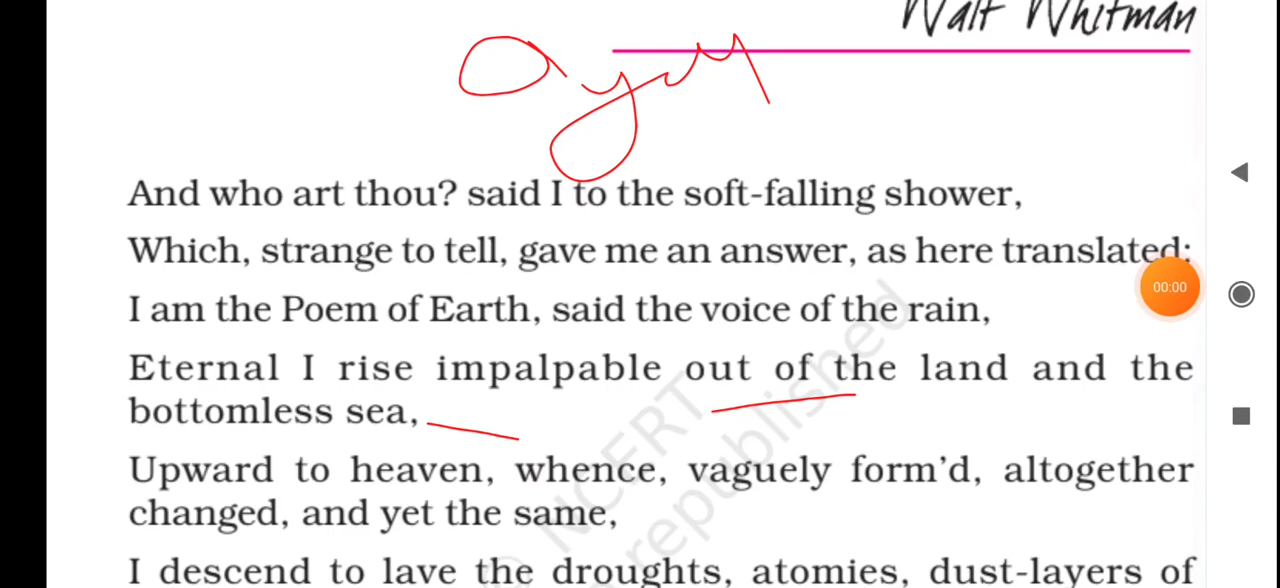 Walt Whitman
And who art thou? said I to the soft-falling shower,
Which, strange to tell, gave me an answer, as here translated:
00:00
I am the Poem of Earth, said the voice of the rain,
Eternal I rise impalpable out of the land and the
bottomless sea,
Upward to heaven, whence, vaguely form'd, altogether
changed, and yet the same,
I descend to lave the droughts, atomies, dust-layers of
© NCERT
republished